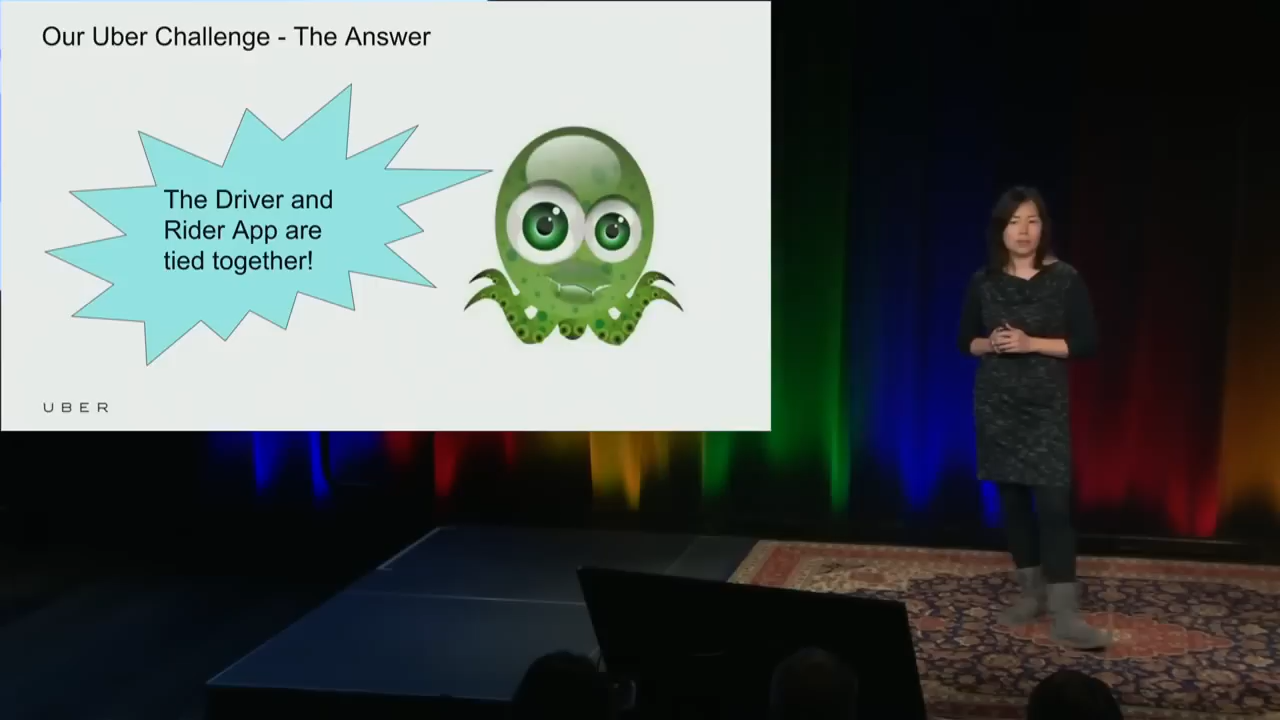 Our Uber Challenge - The Answer
The Driver and
Rider App are
tied together!
UBER